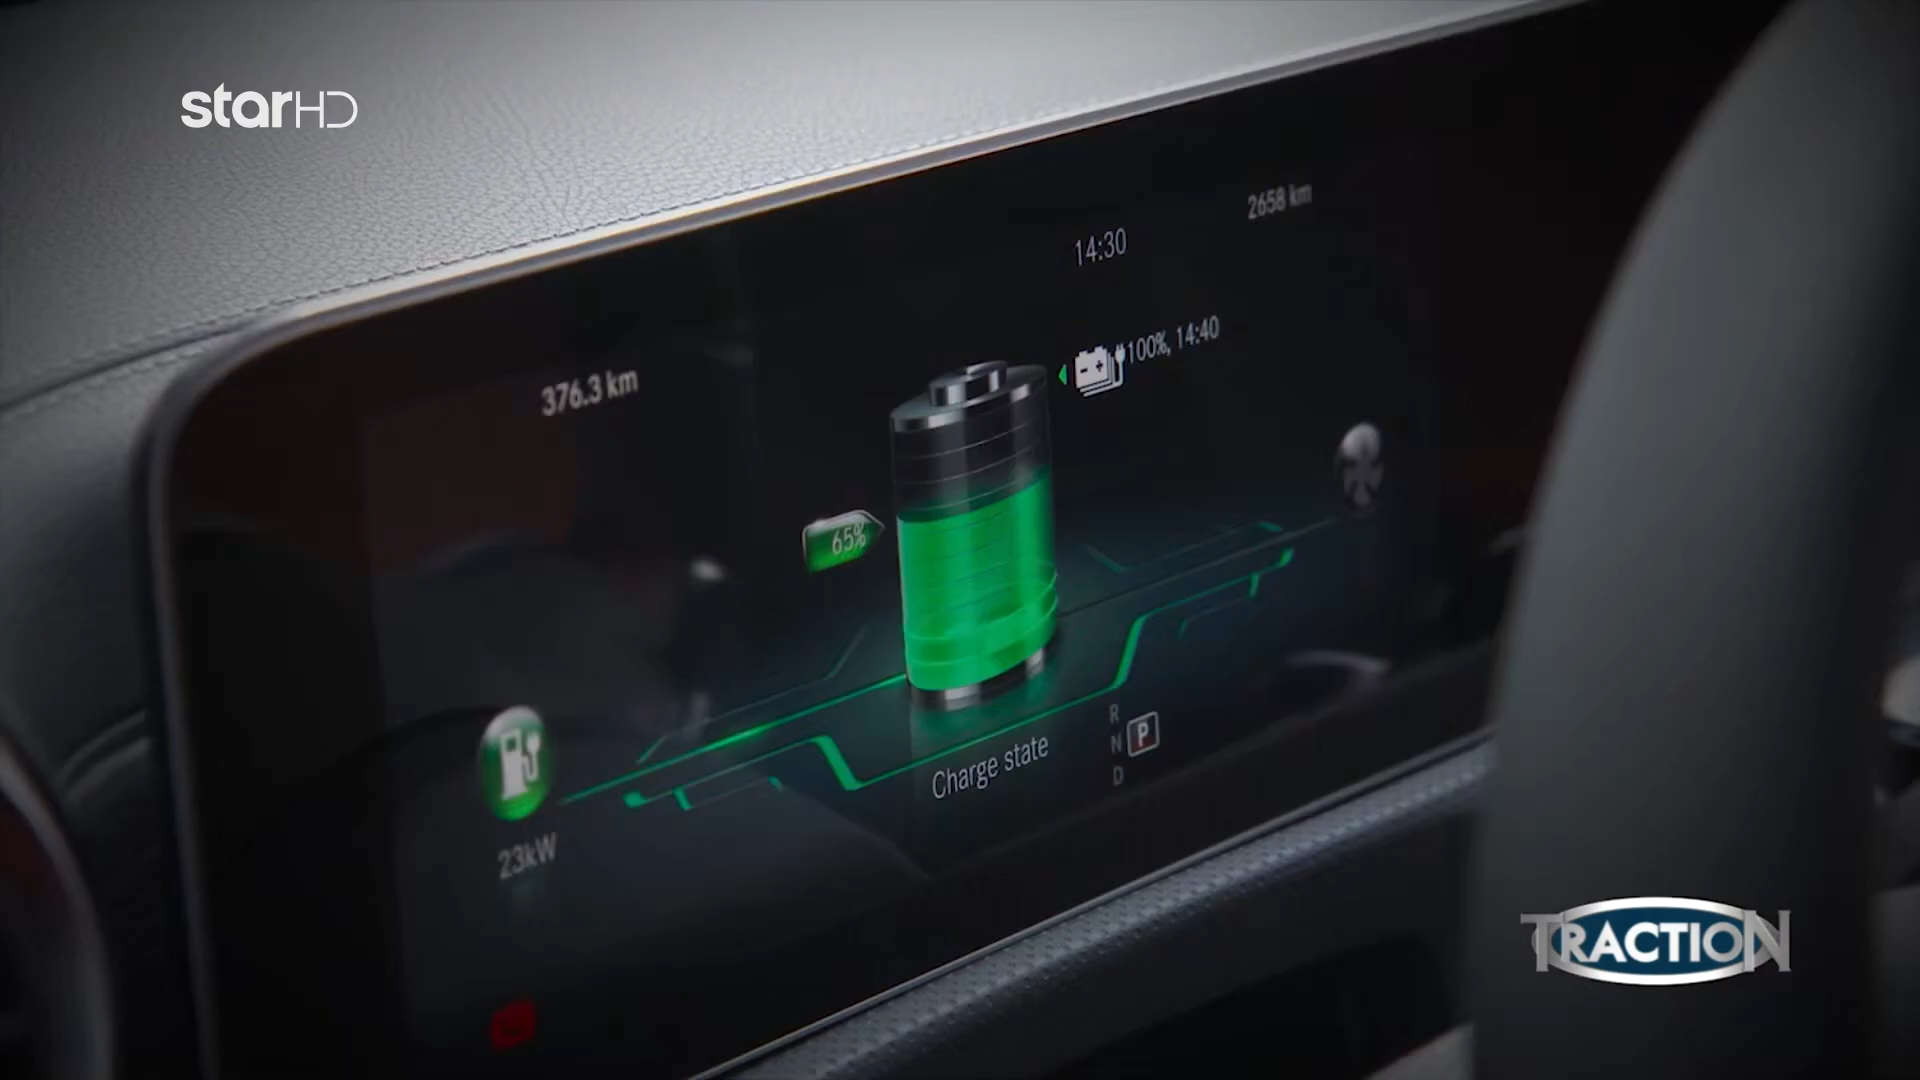 starHD
2658 km
14:30
100%, 14:40
376.3 km
65%
Charge state
R
N
P
D
23kW
TRACTION